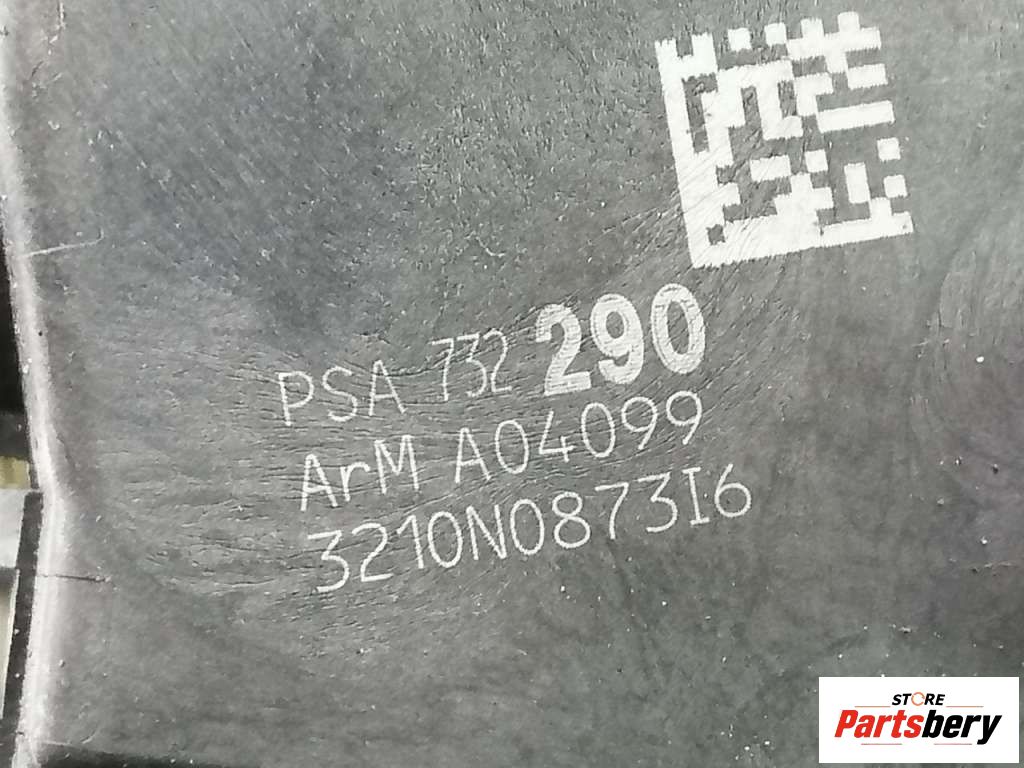 PSA 732 290
ArM A04099
3210N0873I6
STORE
Partsbery